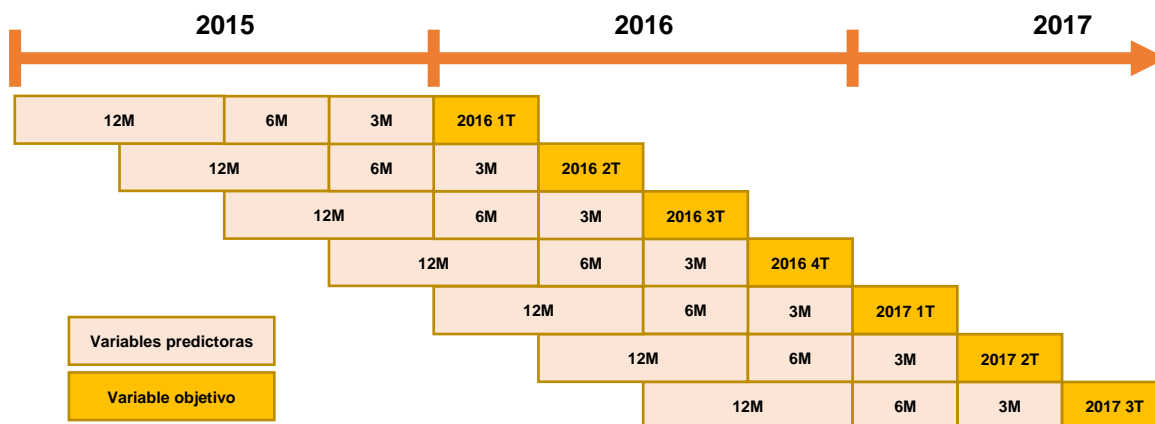 2015 2016 2017
12M 6M 3M 2016 1T
12M 6M 3M 2016 2T
12M 6M 3M 2016 3T
12M 6M 3M 2016 4T
12M 6M 3M 2017 1T
12M 6M 3M 2017 2T
12M 6M 3M 2017 3T
Variables predictoras
Variable objetivo